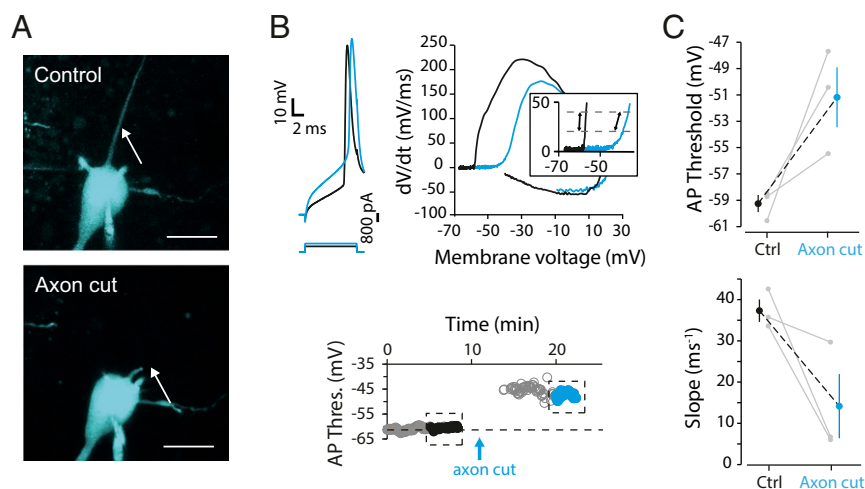 A
Control
Axon cut
B
10 mV
2 ms
800 pA
dV/dt (mV/ms)
250
200
150
100
50
0
-50
-100
50
0
-70
-50
-70
-50
-30
-10
10
30
Membrane voltage (mV)
Time (min)
0
10
20
AP Thres. (mV)
-35
-45
-55
-65
axon cut
C
AP Threshold (mV)
-47
-49
-51
-53
-55
-57
-59
-61
Ctrl
Axon cut
Slope (ms⁻¹)
40
30
20
10
0
Ctrl
Axon cut